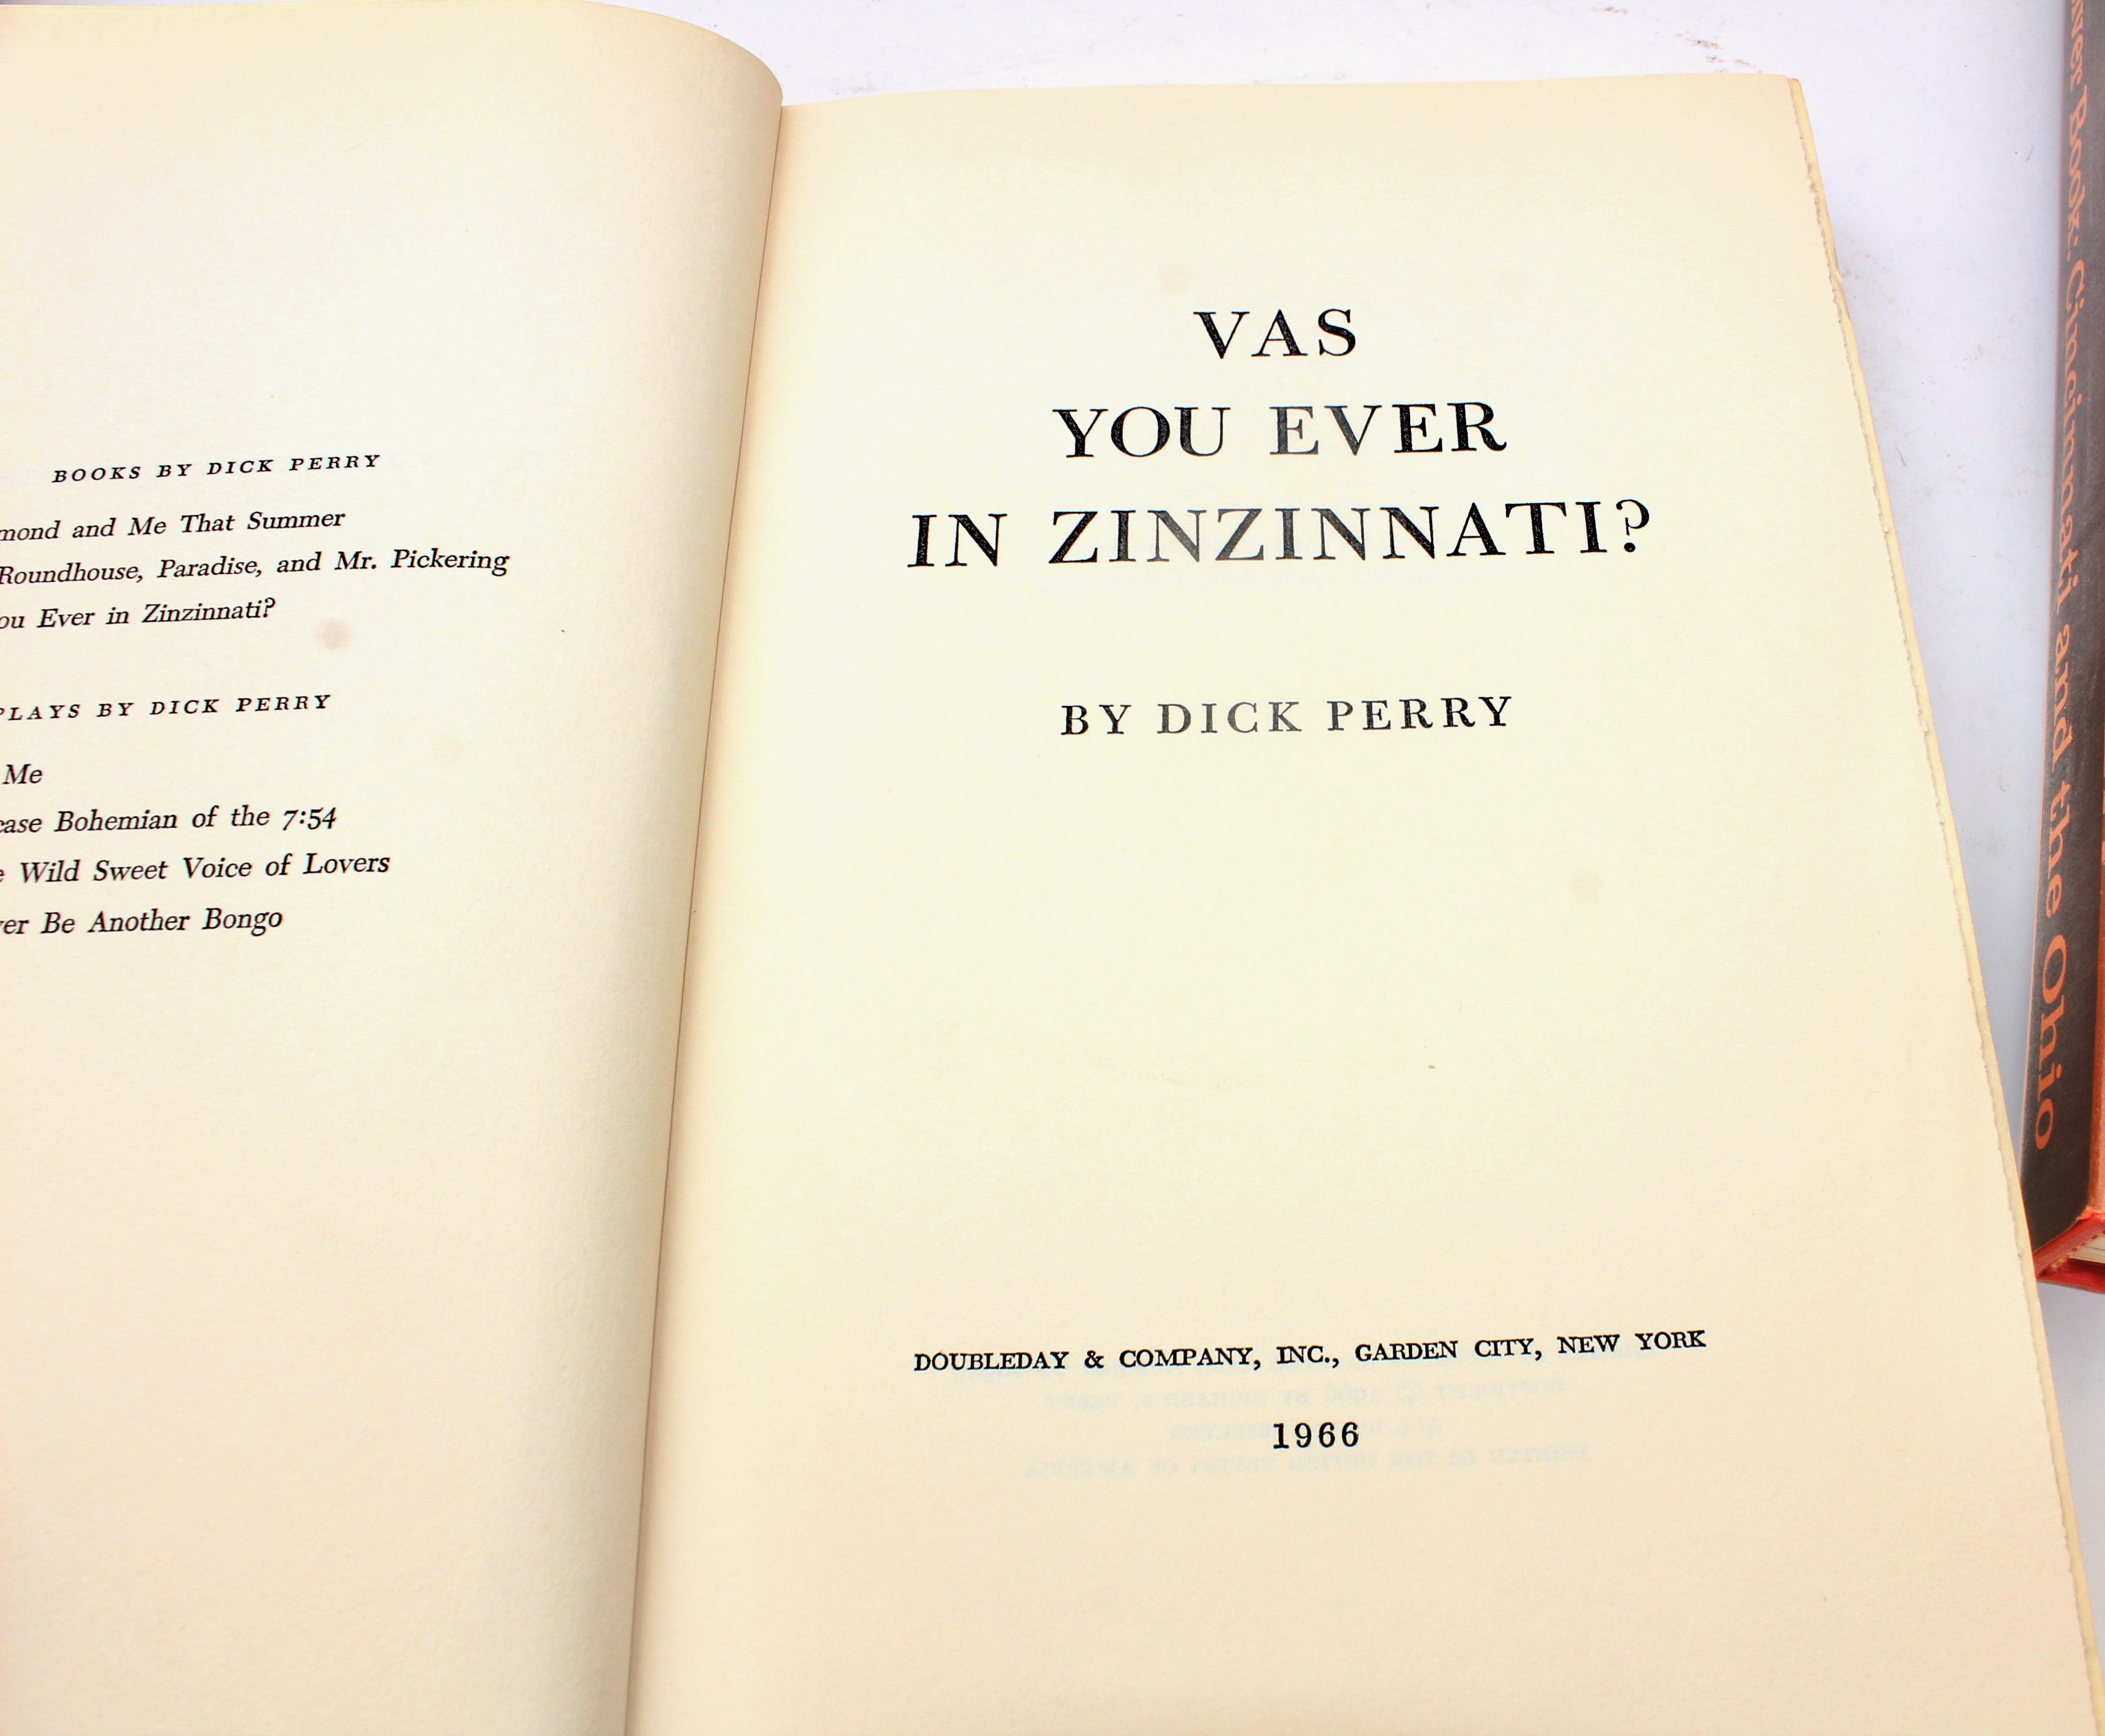 BOOKS BY DICK PERRY
mond and Me That Summer
Roundhouse, Paradise, and Mr. Pickering
ou Ever in Zinzinnati?
PLAYS BY DICK PERRY
Me
case Bohemian of the 7:54
e Wild Sweet Voice of Lovers
ver Be Another Bongo
VAS
YOU EVER
IN ZINZINNATI?
BY DICK PERRY
DOUBLEDAY & COMPANY, INC., GARDEN CITY, NEW YORK
1966
Book: Cincinnati and the Ohio